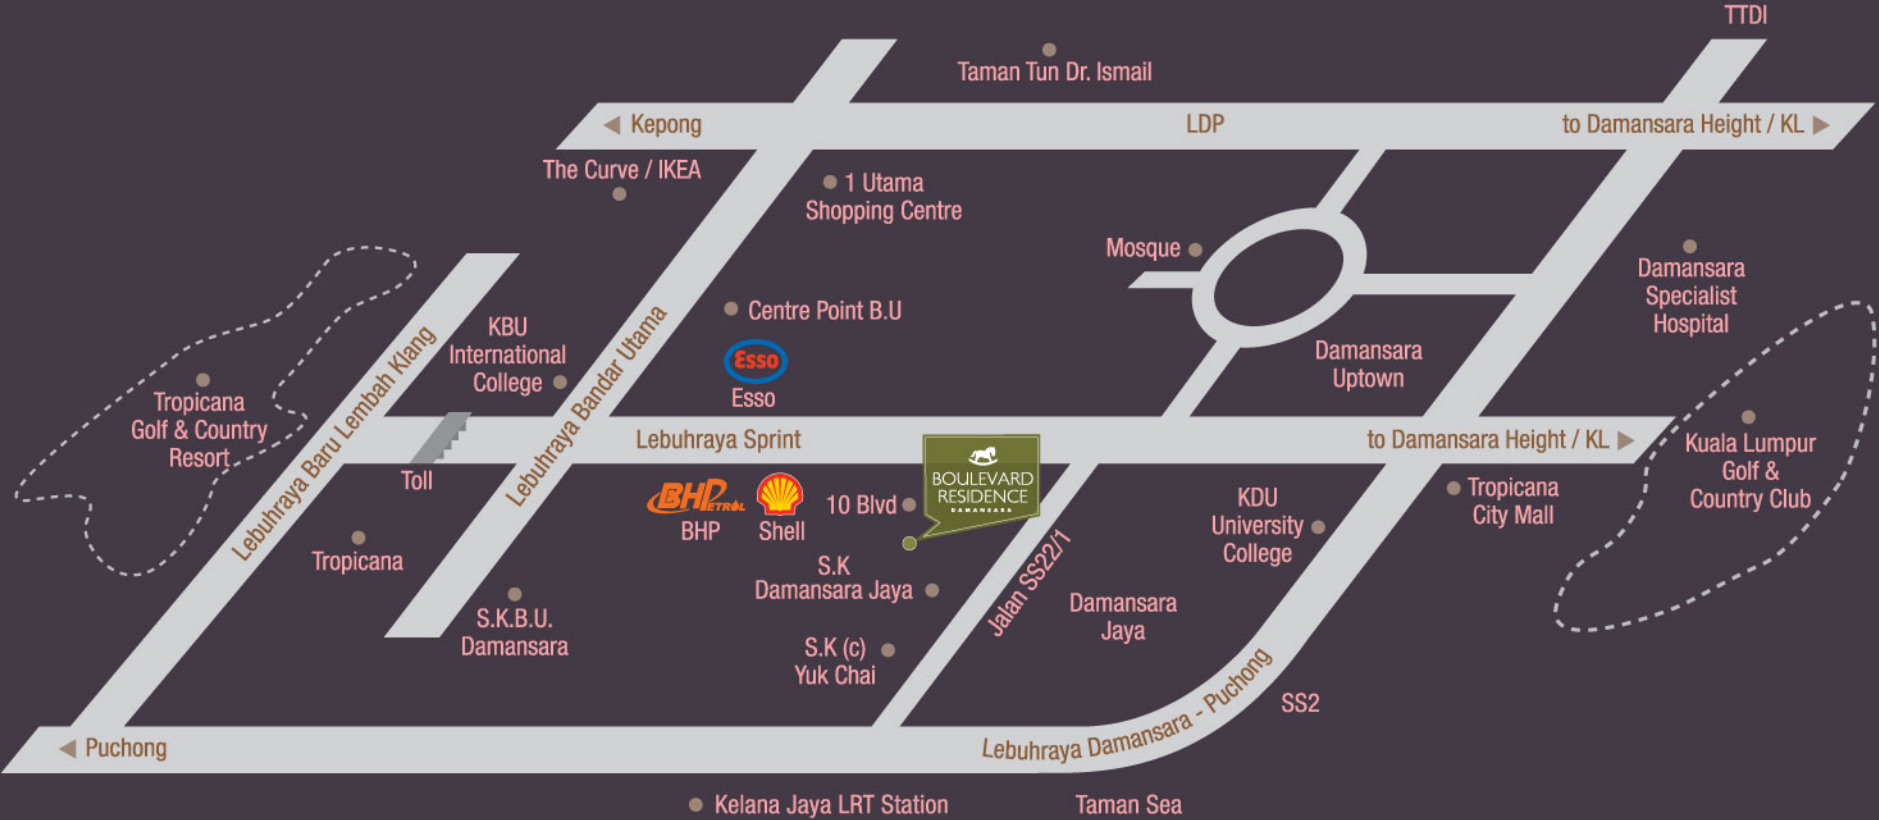 TTDI
Taman Tun Dr. Ismail
Kepong
LDP
to Damansara Height / KL
The Curve / IKEA
1 Utama
Shopping Centre
Mosque
Damansara
Specialist
Hospital
Centre Point B.U
KBU
International
College
Lebuhraya Bandar Utama
Lebuhraya Baru Lembah Klang
Esso
Esso
Damansara
Uptown
Tropicana
Golf & Country
Resort
Lebuhraya Sprint
to Damansara Height / KL
Kuala Lumpur
Golf &
Country Club
Toll
BOULEVARD
RESIDENCE
DAMANSARA
BHPETROL
BHP
Shell
10 Blvd
KDU
University
College
Tropicana
City Mall
Tropicana
S.K
Damansara Jaya
Jalan SS22/1
Damansara
Jaya
S.K.B.U.
Damansara
S.K (c)
Yuk Chai
SS2
Puchong
Lebuhraya Damansara - Puchong
Kelana Jaya LRT Station
Taman Sea